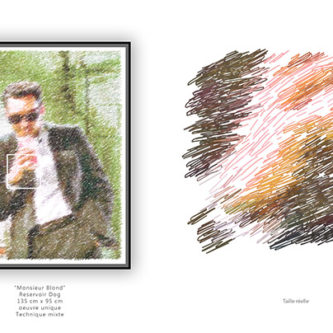 "Monsieur Blond"
Reservoir Dog
135 cm x 95 cm
oeuvre unique
Technique mixte
Taille réelle